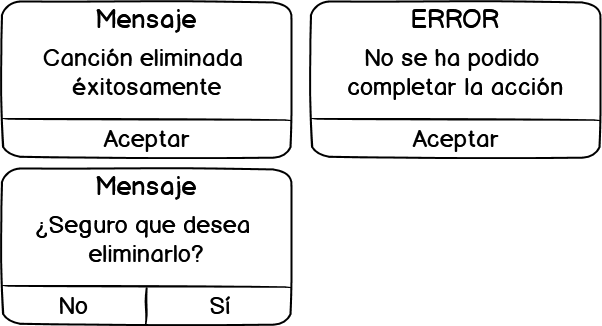 Mensaje
Canción eliminada
éxitosamente
Aceptar
ERROR
No se ha podido
completar la acción
Aceptar
Mensaje
¿Seguro que desea
eliminarlo?
No Sí